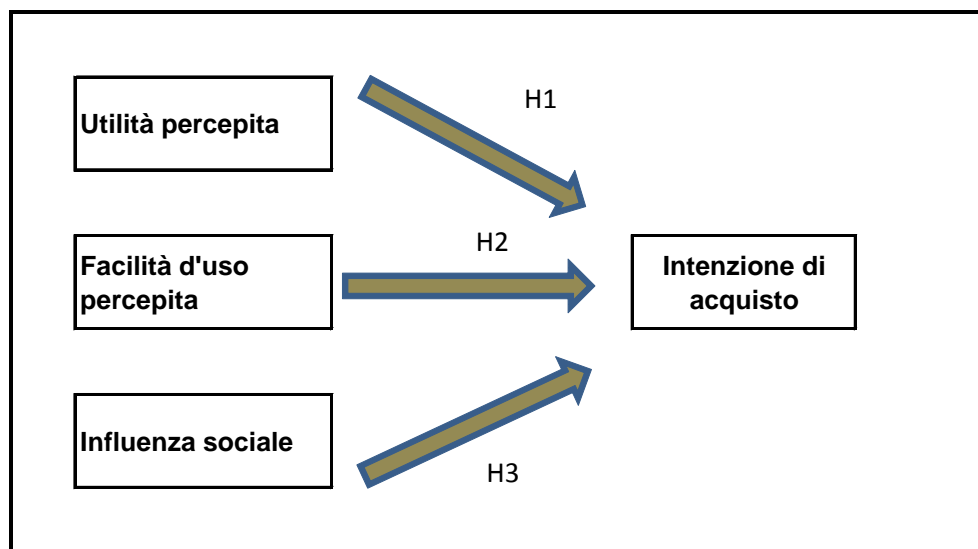 Utilità percepita
H1
Facilità d'uso
percepita
H2
Intenzione di
acquisto
Influenza sociale
H3